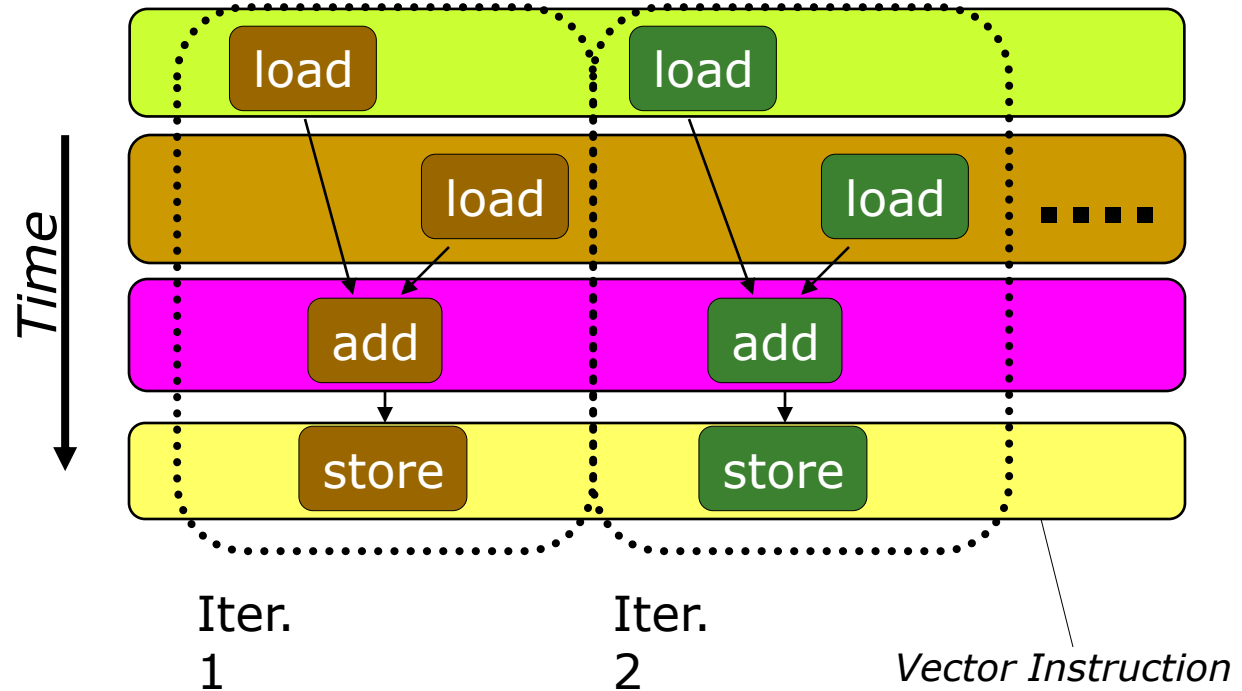 load load
load load
Time
add add
store store
Iter.
1
Iter.
2
Vector Instruction